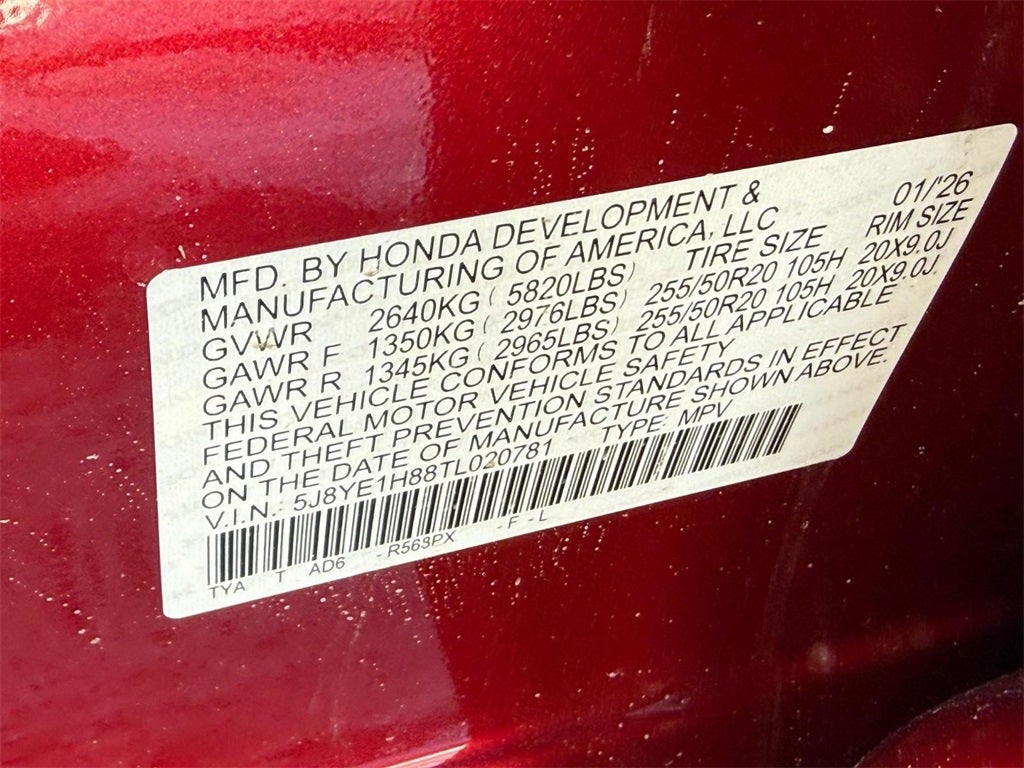 MFD. BY HONDA DEVELOPMENT & 01/'26
MANUFACTURING OF AMERICA, LLC
GVWR 2640KG ( 5820LBS) TIRE SIZE RIM SIZE
GAWR F 1350KG ( 2976LBS) 255/50R20 105H 20X9.0J
GAWR R 1345KG ( 2965LBS) 255/50R20 105H 20X9.0J
THIS VEHICLE CONFORMS TO ALL APPLICABLE
FEDERAL MOTOR VEHICLE SAFETY
AND THEFT PREVENTION STANDARDS IN EFFECT
ON THE DATE OF MANUFACTURE SHOWN ABOVE.
V.I.N.: 5J8YE1H88TL020781 TYPE: MPV
TYA T AD6 -R568PX -F-L